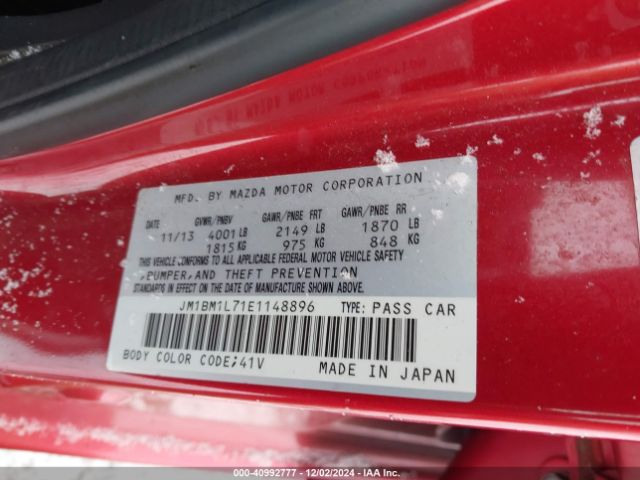 MFD. BY MAZDA MOTOR CORPORATION
DATE GVWR/PNBV GAWR/PNBE FRT GAWR/PNBE RR
11/13 4001 LB 2149 LB 1870 LB
1815 KG 975 KG 848 KG
THIS VEHICLE CONFORMS TO ALL APPLICABLE FEDERAL MOTOR VEHICLE SAFETY
,BUMPER,AND THEFT PREVENTION
STANDARDS IN EFFECT ON THE DATE OF MANUFACTURE SHOWN ABOVE.
JM1BM1L71E1148896 TYPE: PASS CAR
BODY COLOR CODE;41V MADE IN JAPAN
000-40992777 - 12/02/2024 - IAA Inc.